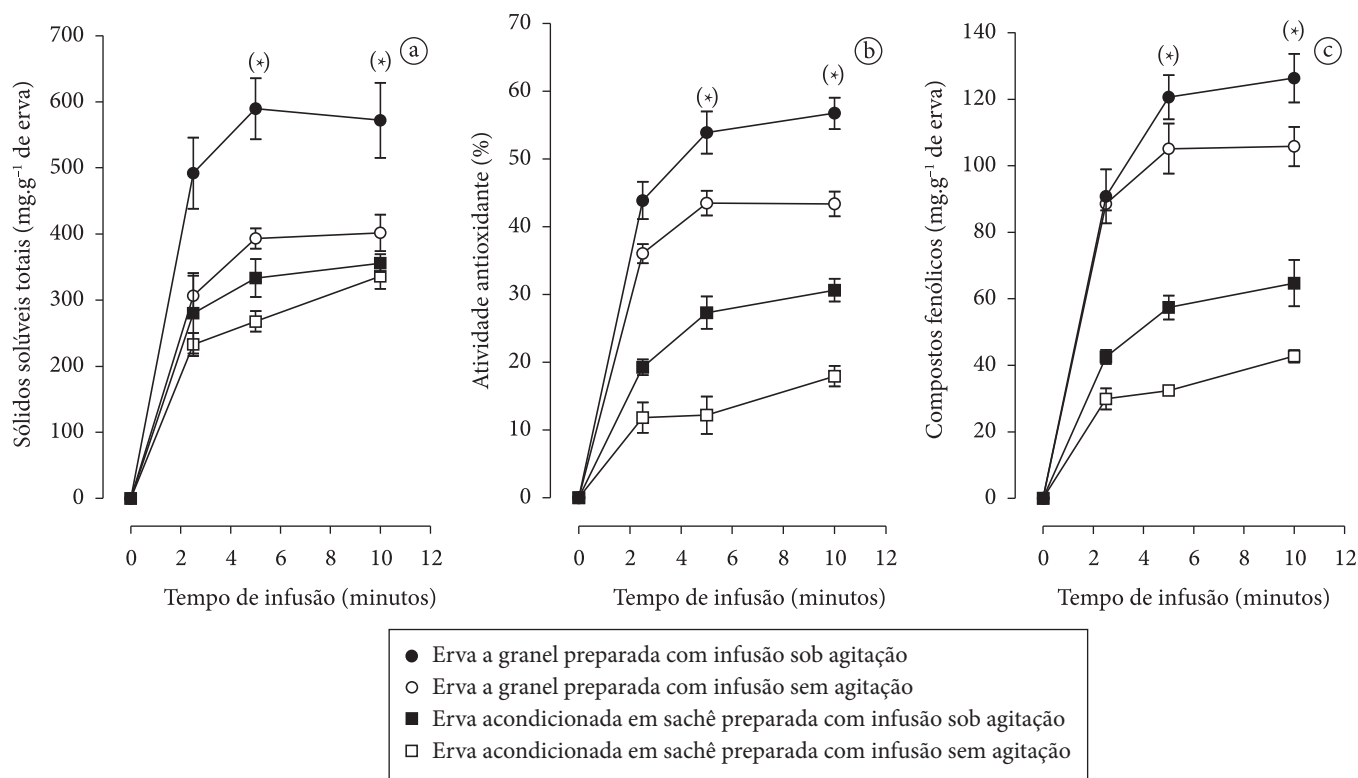 Sólidos solúveis totais (mg.g⁻¹ de erva)
700
600
500
400
300
200
100
0
(*)
(*)
a
0 2 4 6 8 10 12
Tempo de infusão (minutos)
Atividade antioxidante (%)
70
60
50
40
30
20
10
0
(*)
(*)
b
0 2 4 6 8 10 12
Tempo de infusão (minutos)
Compostos fenólicos (mg.g⁻¹ de erva)
140
120
100
80
60
40
20
0
(*)
(*)
c
0 2 4 6 8 10 12
Tempo de infusão (minutos)
Erva a granel preparada com infusão sob agitação
Erva a granel preparada com infusão sem agitação
Erva acondicionada em sachê preparada com infusão sob agitação
Erva acondicionada em sachê preparada com infusão sem agitação